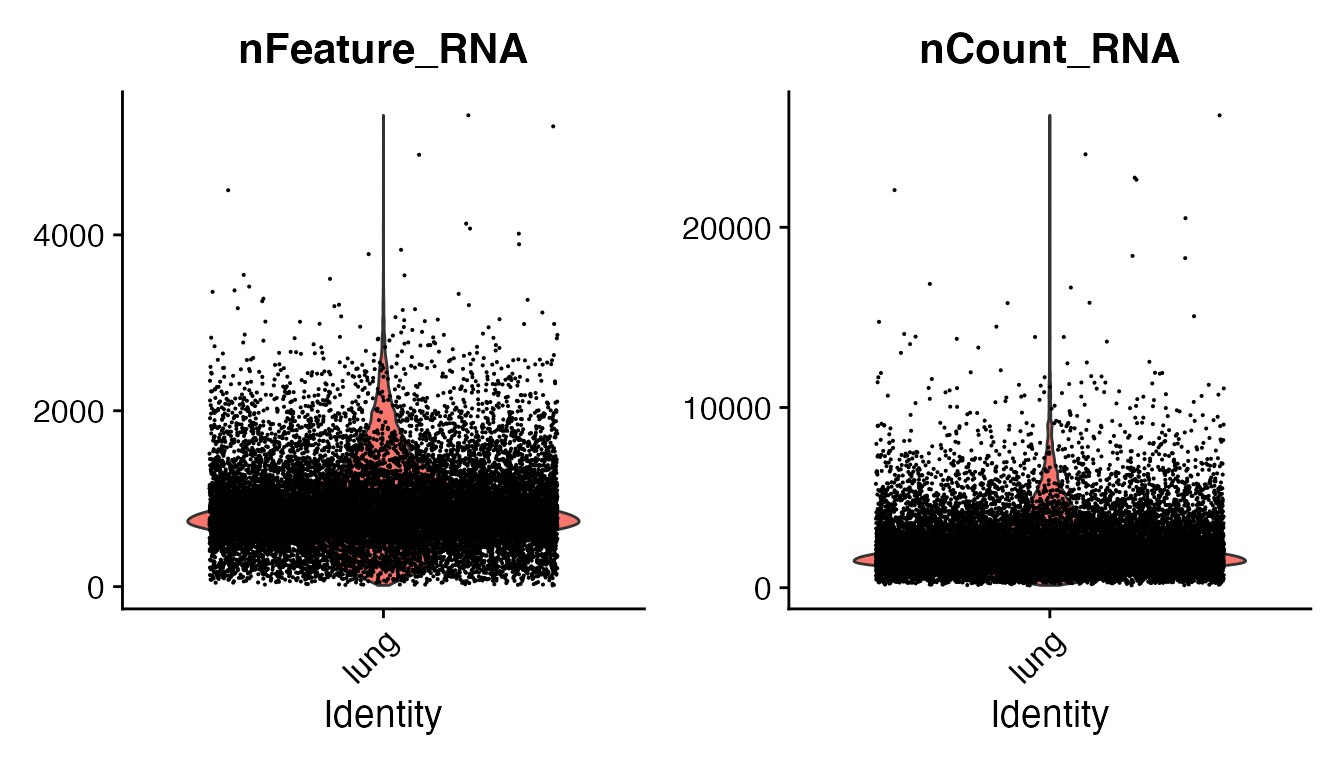 nFeature_RNA
4000
2000
0
lung
Identity
nCount_RNA
20000
10000
0
lung
Identity